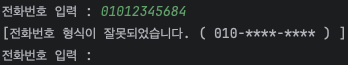 전화번호 입력 : 01012345684
[전화번호 형식이 잘못되었습니다. ( 010-****-**** ) ]
전화번호 입력 :